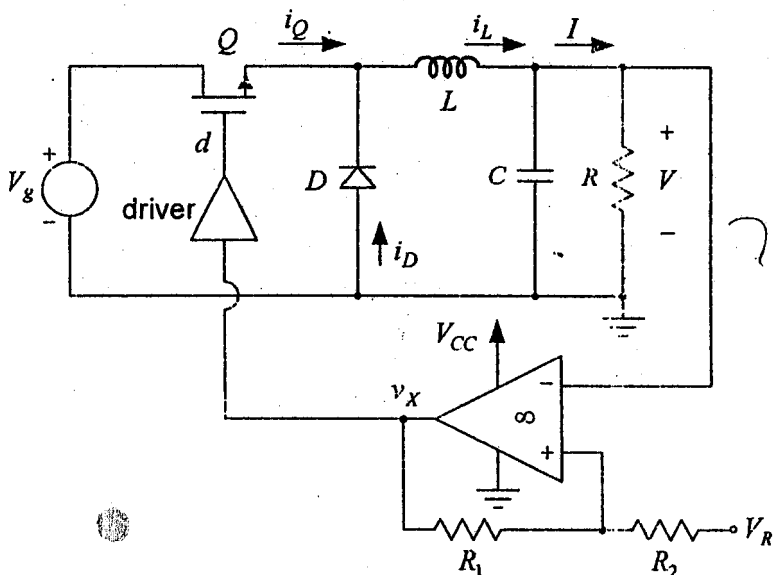 i_Q
i_L
I
Q
L
d
+
V_g
-
driver
D
i_D
C
R
+
V
-
V_CC
v_X
-
∞
+
R_1
R_2
V_R